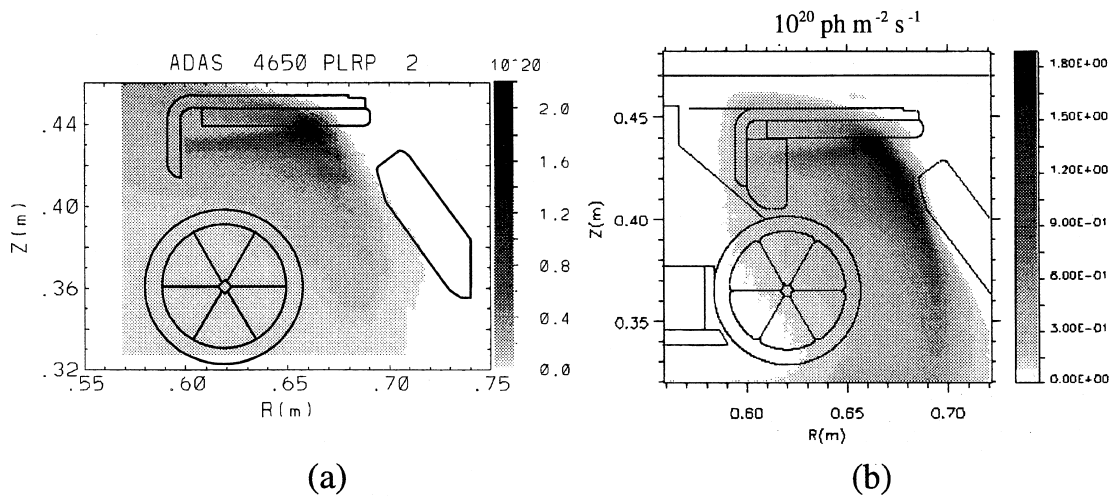 ADAS 4650 PLRP 2
10^20
2.0
1.6
1.2
0.8
0.4
0.0
.44
.40
.36
.32
Z(m)
.55 .60 .65 .70 .75
R(m)
(a)
10²⁰ ph m⁻² s⁻¹
1.80E+00
1.50E+00
1.20E+00
9.00E-01
6.00E-01
3.00E-01
0.00E+00
0.45
0.40
0.35
Z(m)
0.60 0.65 0.70
R(m)
(b)